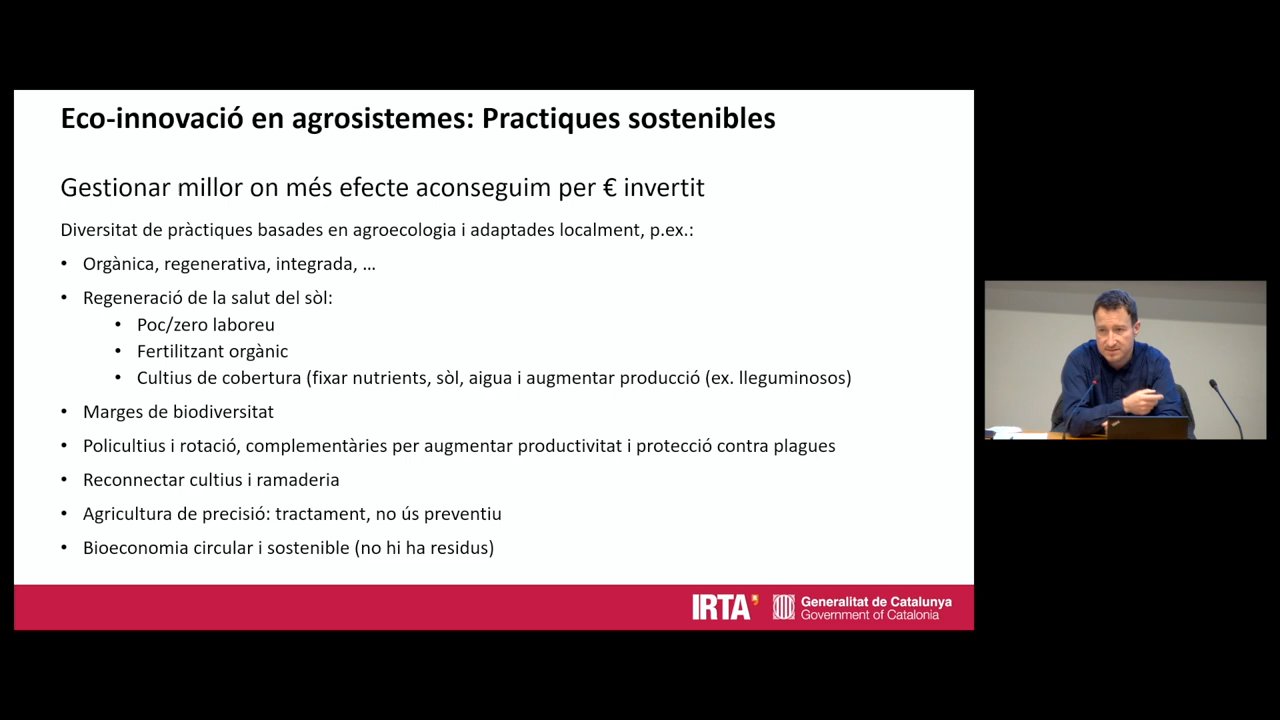 Eco-innovació en agrosistemes: Practiques sostenibles
Gestionar millor on més efecte aconseguim per € invertit
Diversitat de pràctiques basades en agroecologia i adaptades localment, p.ex.:
• Orgànica, regenerativa, integrada, ...
• Regeneració de la salut del sòl:
• Poc/zero laboreu
• Fertilitzant orgànic
• Cultius de cobertura (fixar nutrients, sòl, aigua i augmentar producció (ex. lleguminosos)
• Marges de biodiversitat
• Policultius i rotació, complementàries per augmentar productivitat i protecció contra plagues
• Reconnectar cultius i ramaderia
• Agricultura de precisió: tractament, no ús preventiu
• Bioeconomia circular i sostenible (no hi ha residus)
IRTA
Generalitat de Catalunya
Government of Catalonia